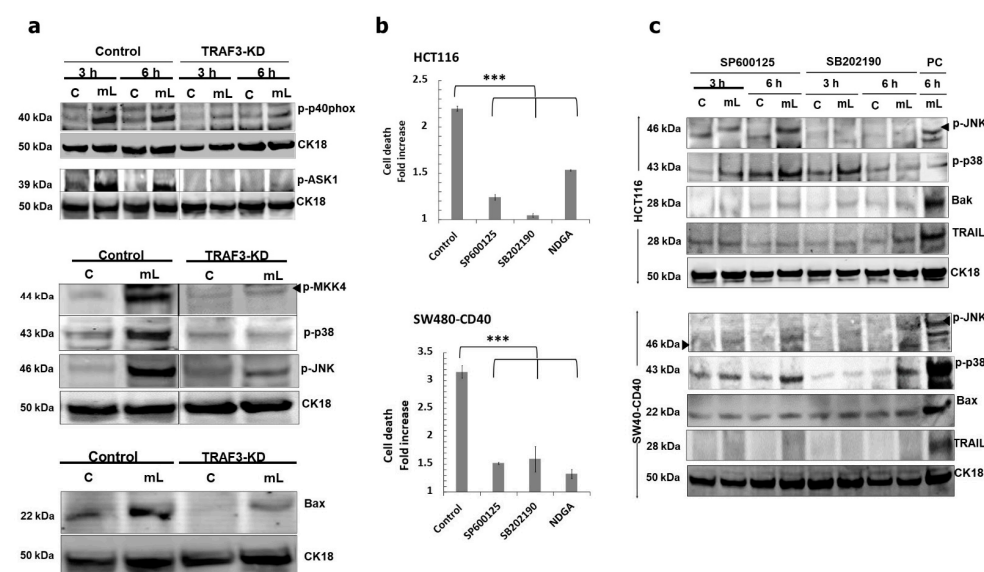 a
Control TRAF3-KD
3 h 6 h 3 h 6 h
C mL C mL C mL C mL
40 kDa p-p40phox
50 kDa CK18
39 kDa p-ASK1
50 kDa CK18
Control TRAF3-KD
C mL C mL
44 kDa p-MKK4
43 kDa p-p38
46 kDa p-JNK
50 kDa CK18
Control TRAF3-KD
C mL C mL
22 kDa Bax
50 kDa CK18
b
HCT116
Cell death
Fold increase
2.5
2
1.5
1
***
Control SP600125 SB202190 NDGA
SW480-CD40
Cell death
Fold increase
3.5
3
2.5
2
1.5
1
***
Control SP600125 SB202190 NDGA
c
SP600125 SB202190 PC
3 h 6 h 3 h 6 h 6 h
C mL C mL C mL C mL mL
HCT116
46 kDa p-JNK
43 kDa p-p38
28 kDa Bak
28 kDa TRAIL
50 kDa CK18
SW40-CD40
46 kDa p-JNK
43 kDa p-p38
22 kDa Bax
28 kDa TRAIL
50 kDa CK18